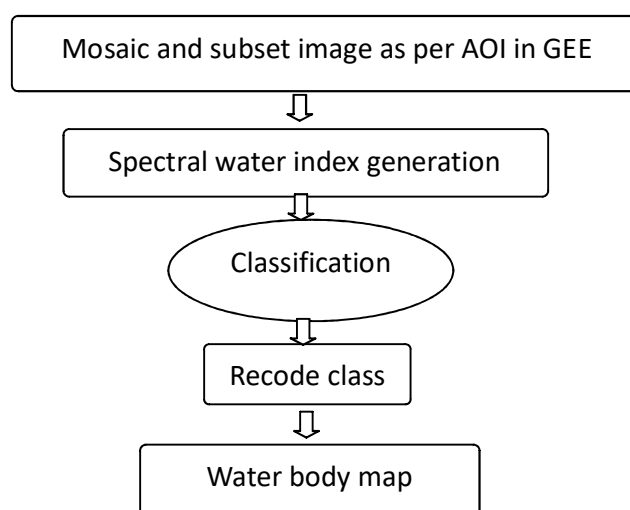 Mosaic and subset image as per AOI in GEE
Spectral water index generation
Classification
Recode class
Water body map